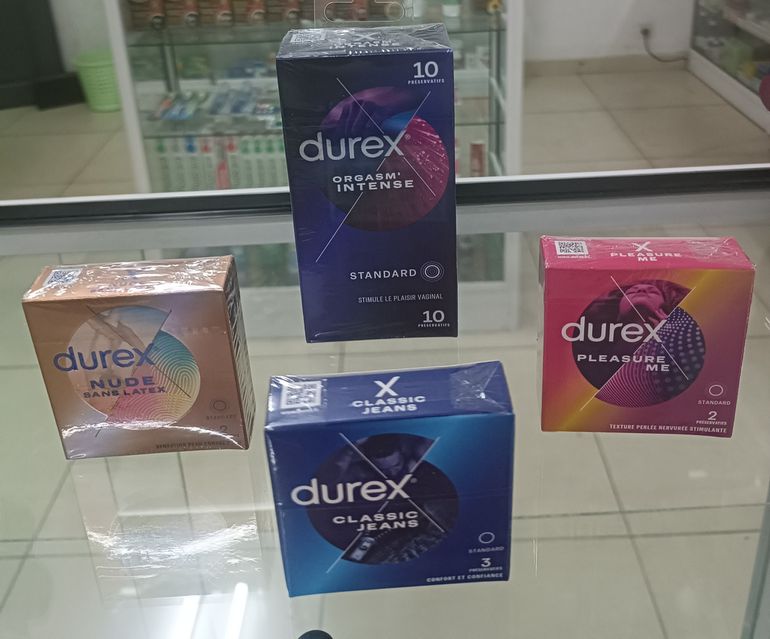 INTENSE
10
PRÉSERVATIFS
durex
ORGASM'
INTENSE
STANDARD
STIMULE LE PLAISIR VAGINAL
10
PRÉSERVATIFS
durex
NUDE
SANS LATEX
STANDARD
2
X
PLEASURE
ME
durex
PLEASURE
ME
STANDARD
2
PRÉSERVATIFS
TEXTURE PERLÉE NERVURÉE STIMULANTE
X
CLASSIC
JEANS
durex
CLASSIC
JEANS
STANDARD
3
PRÉSERVATIFS
CONFORT ET CONFIANCE